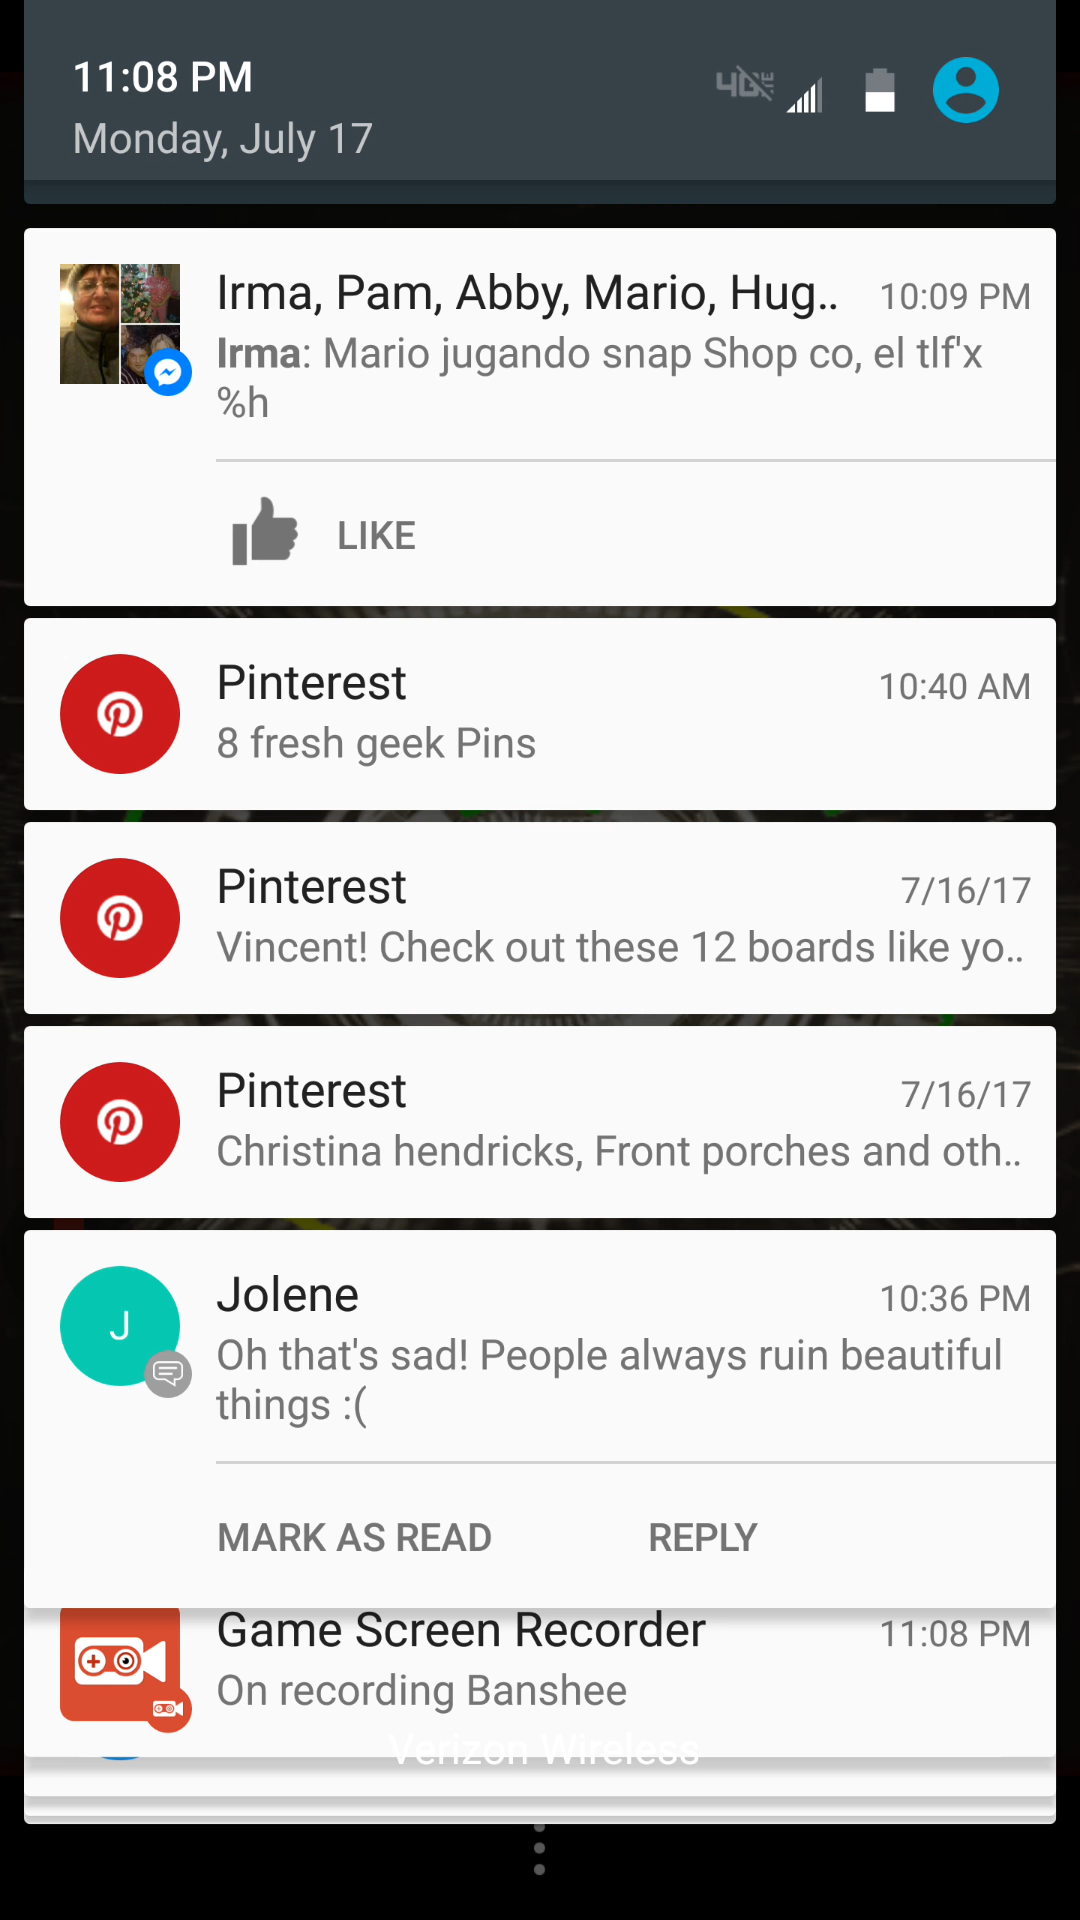 11:08 PM
4G LTE
Monday, July 17
Irma, Pam, Abby, Mario, Hug.. 10:09 PM
Irma: Mario jugando snap Shop co, el tlf'x
%h
LIKE
Pinterest 10:40 AM
8 fresh geek Pins
Pinterest 7/16/17
Vincent! Check out these 12 boards like yo..
Pinterest 7/16/17
Christina hendricks, Front porches and oth..
J
Jolene 10:36 PM
Oh that's sad! People always ruin beautiful
things :(
MARK AS READ REPLY
Game Screen Recorder 11:08 PM
On recording Banshee
Verizon Wireless